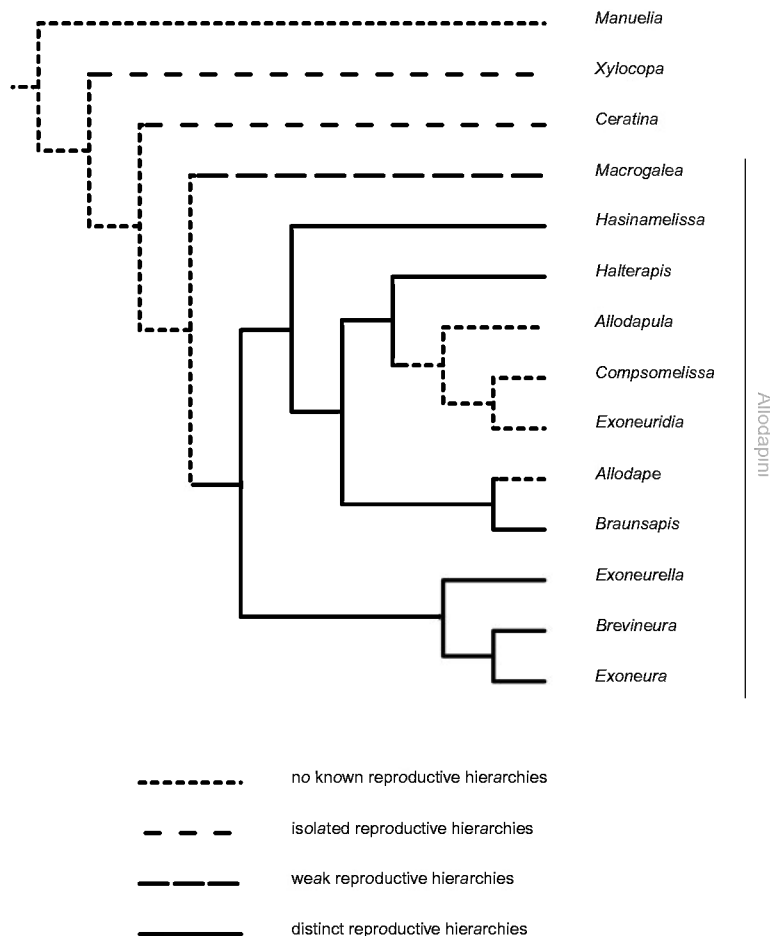 Manuelia
Xylocopa
Ceratina
Macrogalea
Hasinamelissa
Halterapis
Allodapula
Compsomelissa
Exoneuridia
Allodape
Braunsapis
Exoneurella
Brevineura
Exoneura
Allodapini
no known reproductive hierarchies
isolated reproductive hierarchies
weak reproductive hierarchies
distinct reproductive hierarchies